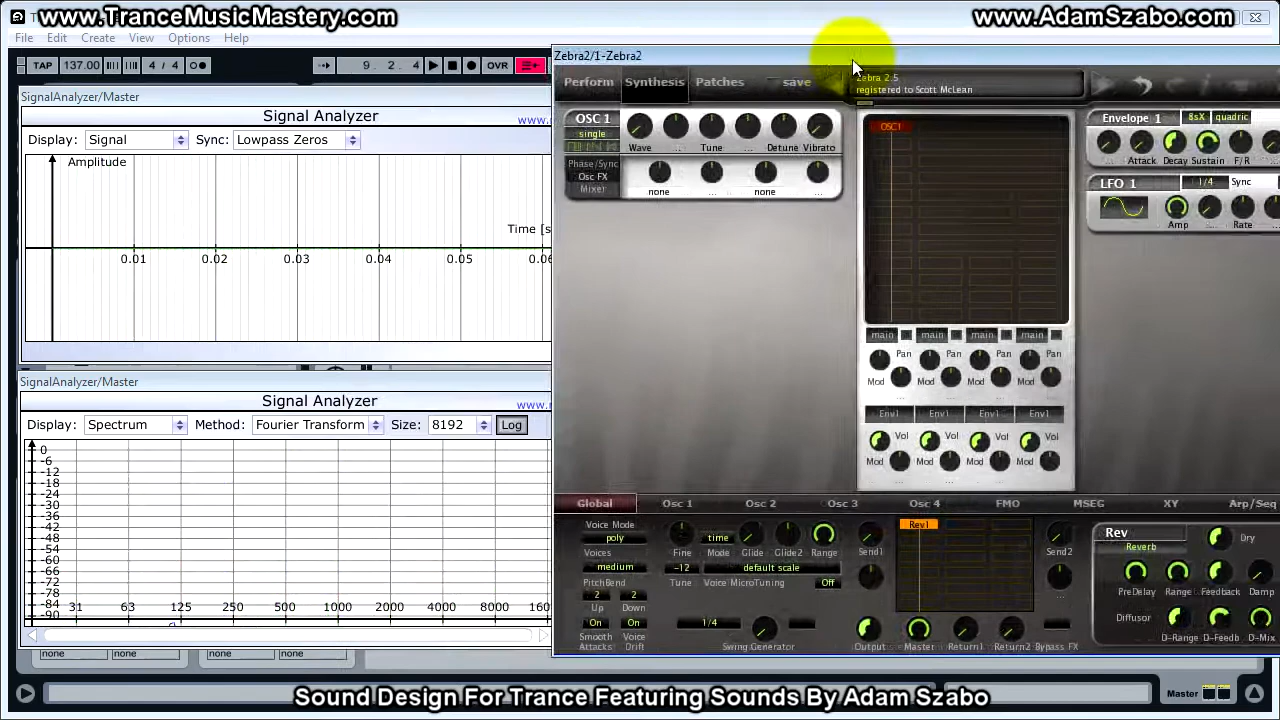 www.TranceMusicMastery.com
www.AdamSzabo.com
File Edit Create View Options Help
TAP 137.00 4 / 4 9. 2. 4 OVR
SignalAnalyzer/Master
Signal Analyzer
www.
Display: Signal Sync: Lowpass Zeros
Amplitude
Time [s
0.01 0.02 0.03 0.04 0.05 0.06
SignalAnalyzer/Master
Signal Analyzer
www.
Display: Spectrum Method: Fourier Transform Size: 8192 Log
0
-6
-12
-18
-24
-30
-36
-42
-48
-54
-60
-66
-72
-78
-84
-90
31 63 125 250 500 1000 2000 4000 8000 160
none none none none
Zebra2/1-Zebra2
Perform Synthesis Patches save
Zebra 2.5
registered to Scott McLean
OSC 1
single
Wave ... Tune ... Detune Vibrato
Phase/Sync
Osc FX
Mixer
none ... none ...
OSC1
main main main main
Pan Pan Pan Pan
Mod Mod Mod Mod
Env1 Env1 Env1 Env1
Vol Vol Vol Vol
Mod Mod Mod Mod
Envelope 1 8sX quadric
Attack Decay Sustain F/R
LFO 1 1/4 Sync
Amp ... Rate
Global Osc 1 Osc 2 Osc 3 Osc 4 FMO MSEG XY Arp/Seq
Voice Mode
poly
Voices
medium
PitchBend
2 2
Up Down
On On
Smooth Attacks
Voice Drift
time
Fine Mode Glide Glide2 Range
-12 default scale
Tune Voice MicroTuning Off
1/4
Swing Generator
Send1
Rev1
Send2
Output Master Return1 Return2 Bypass FX
Rev
Reverb
Dry
PreDelay Range Feedback Damp
Diffusor
D-Range D-Feedb D-Mix
Master
Sound Design For Trance Featuring Sounds By Adam Szabo